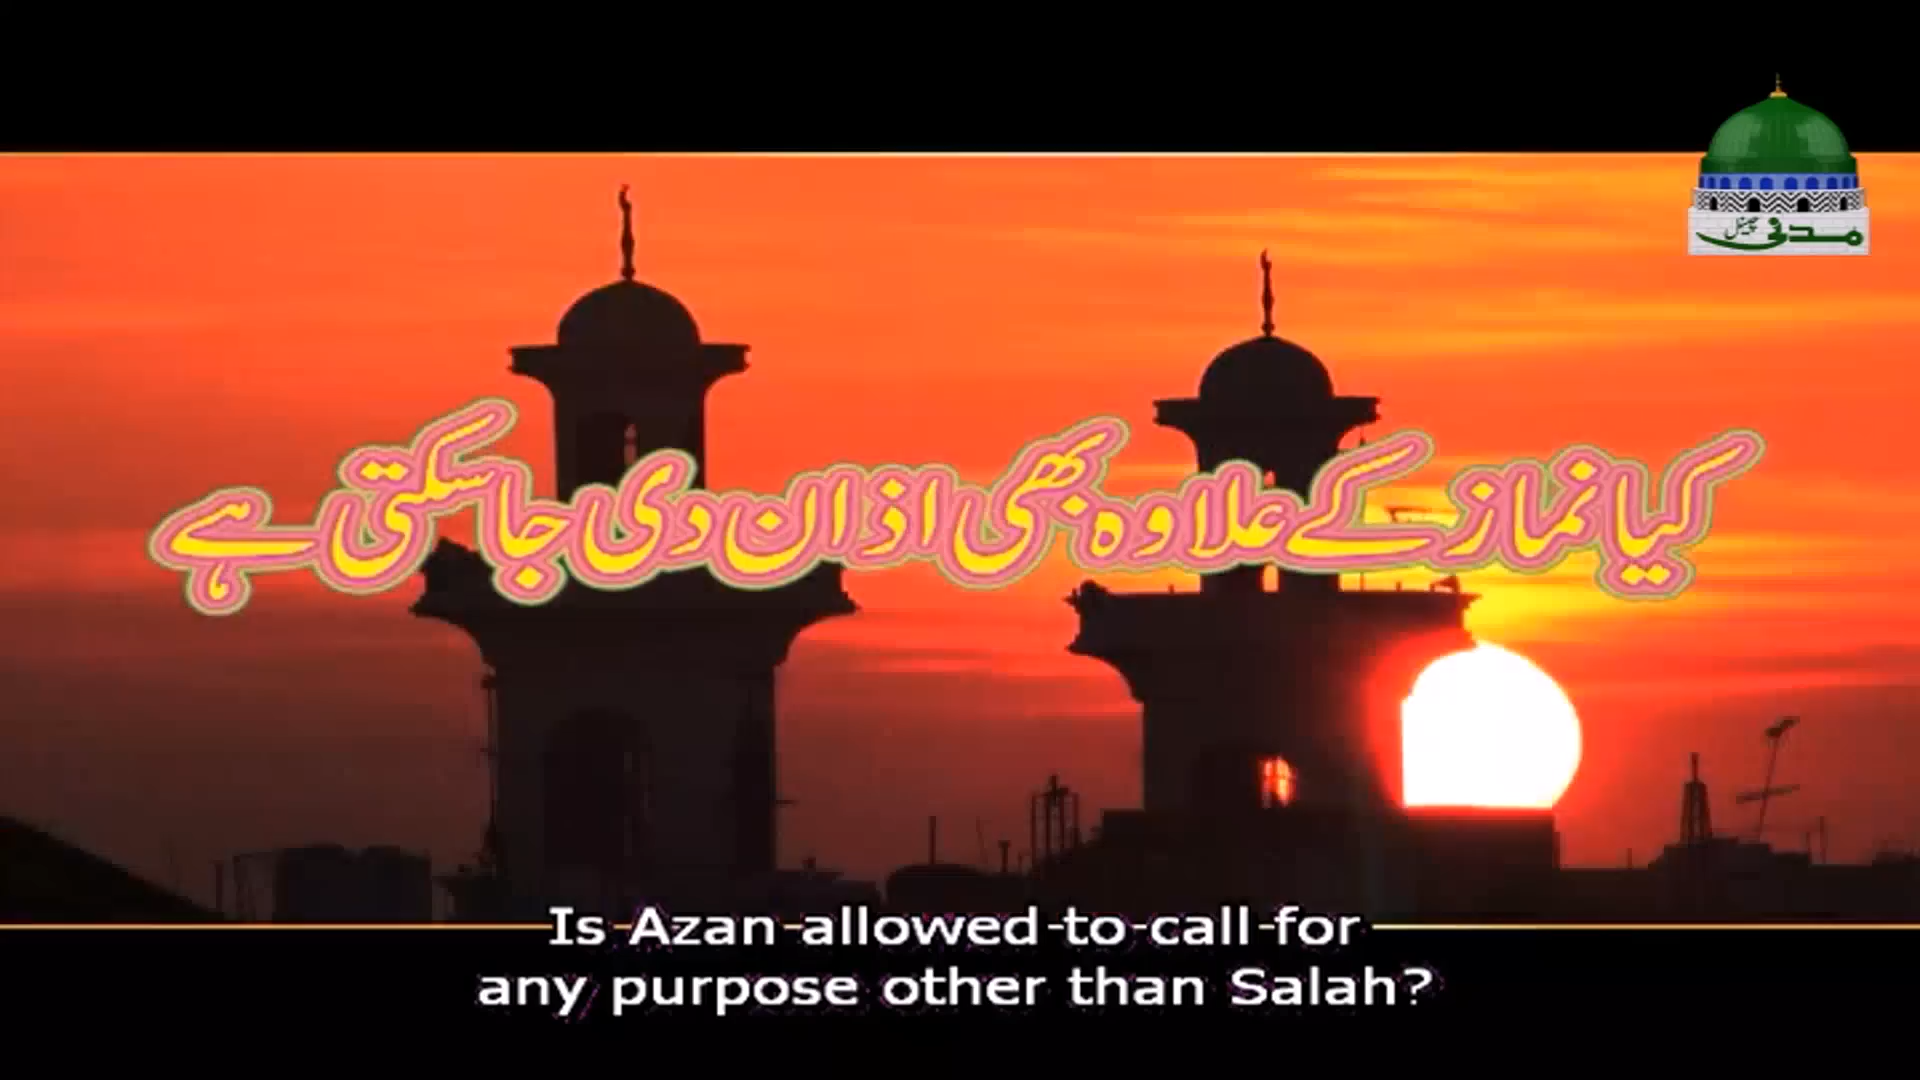 مدنی چینل
کیا نماز کے علاوہ بھی اذان دی جا سکتی ہے
Is Azan allowed to call for
any purpose other than Salah?